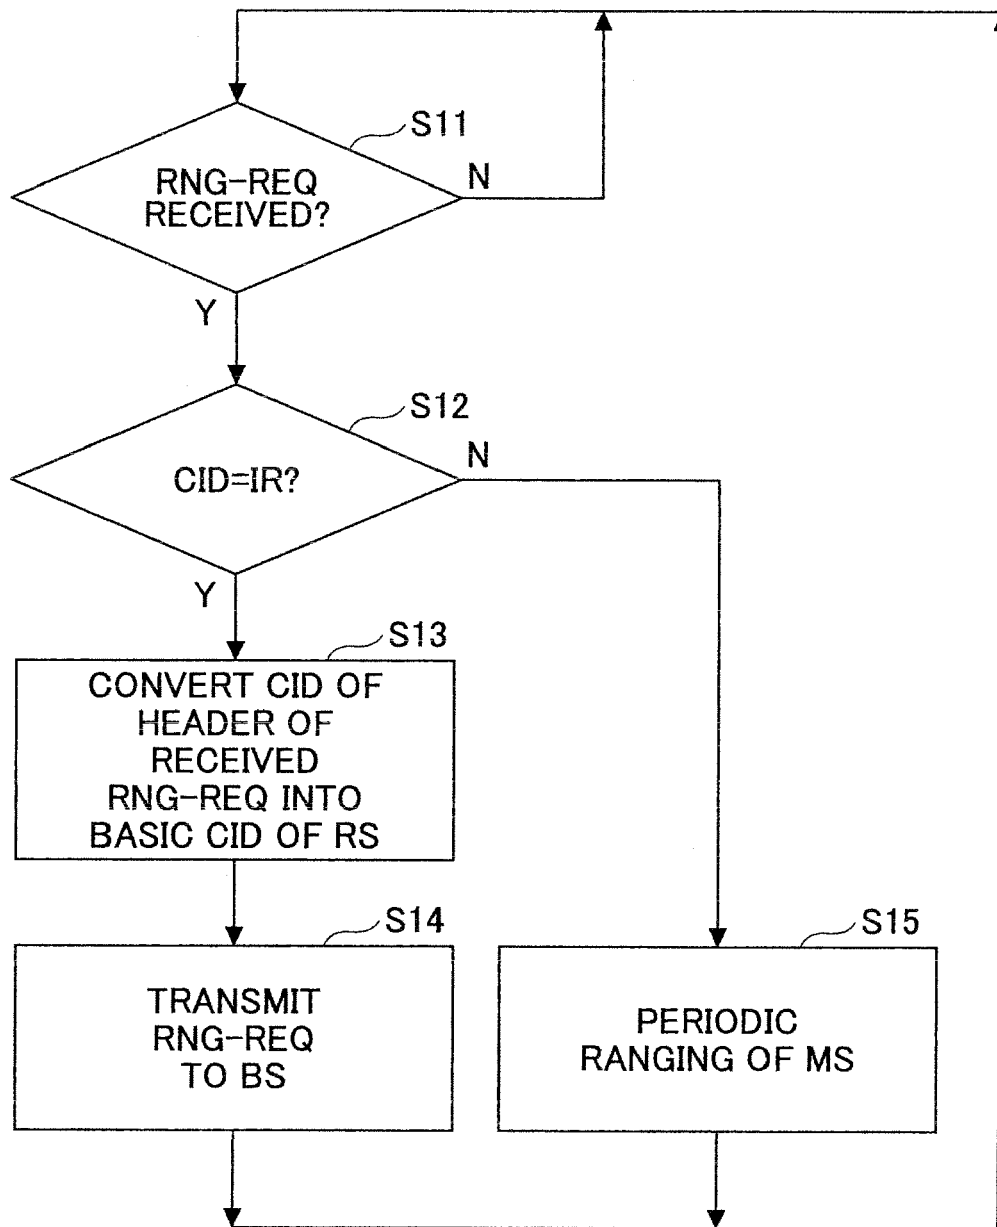 S11
RNG-REQ
RECEIVED?
N
Y
S12
CID=IR?
N
Y
S13
CONVERT CID OF
HEADER OF
RECEIVED
RNG-REQ INTO
BASIC CID OF RS
S14
TRANSMIT
RNG-REQ
TO BS
S15
PERIODIC
RANGING OF MS